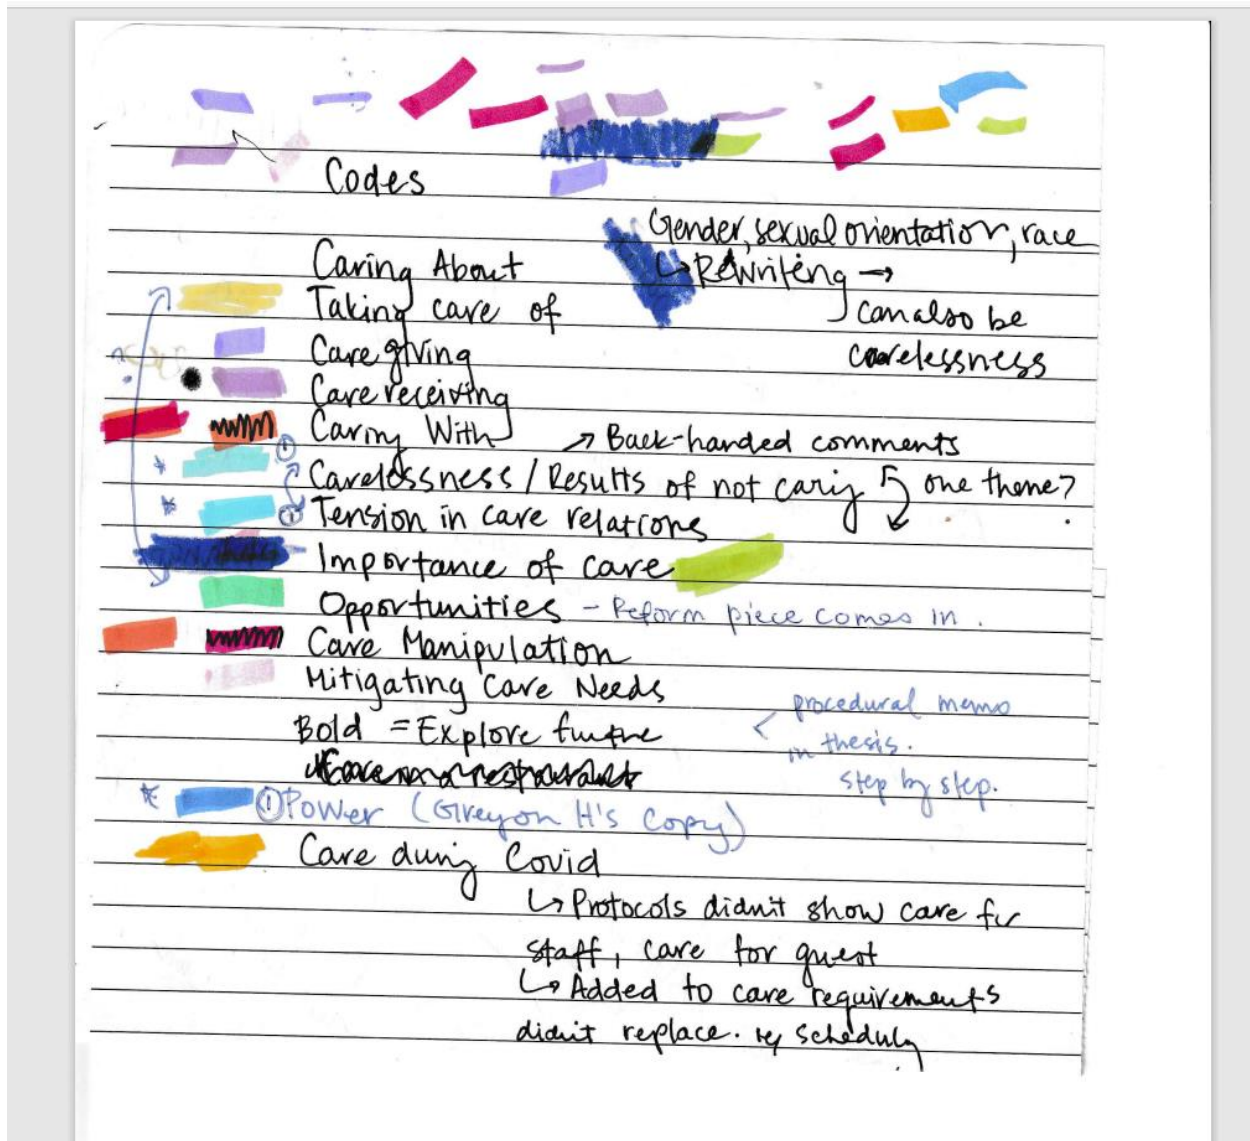 Codes
Gender, sexual orientation, race
↳ Rewriting →
can also be
carelessness
Caring About
Taking care of
Care giving
Care receiving
Caring With
↗ Back-handed comments
Carelessness / Results of not caring
one theme?
① Tension in care relations
Importance of care
Opportunities - Reform piece comes in.
Care Manipulation
Mitigating Care Needs
Bold = Explore
procedural memo
in thesis.
step by step.
① Power (Grey on H's copy)
Care during Covid
↳ Protocols didn't show care for
staff, care for guest
↳ Added to care requirements
didn't replace.